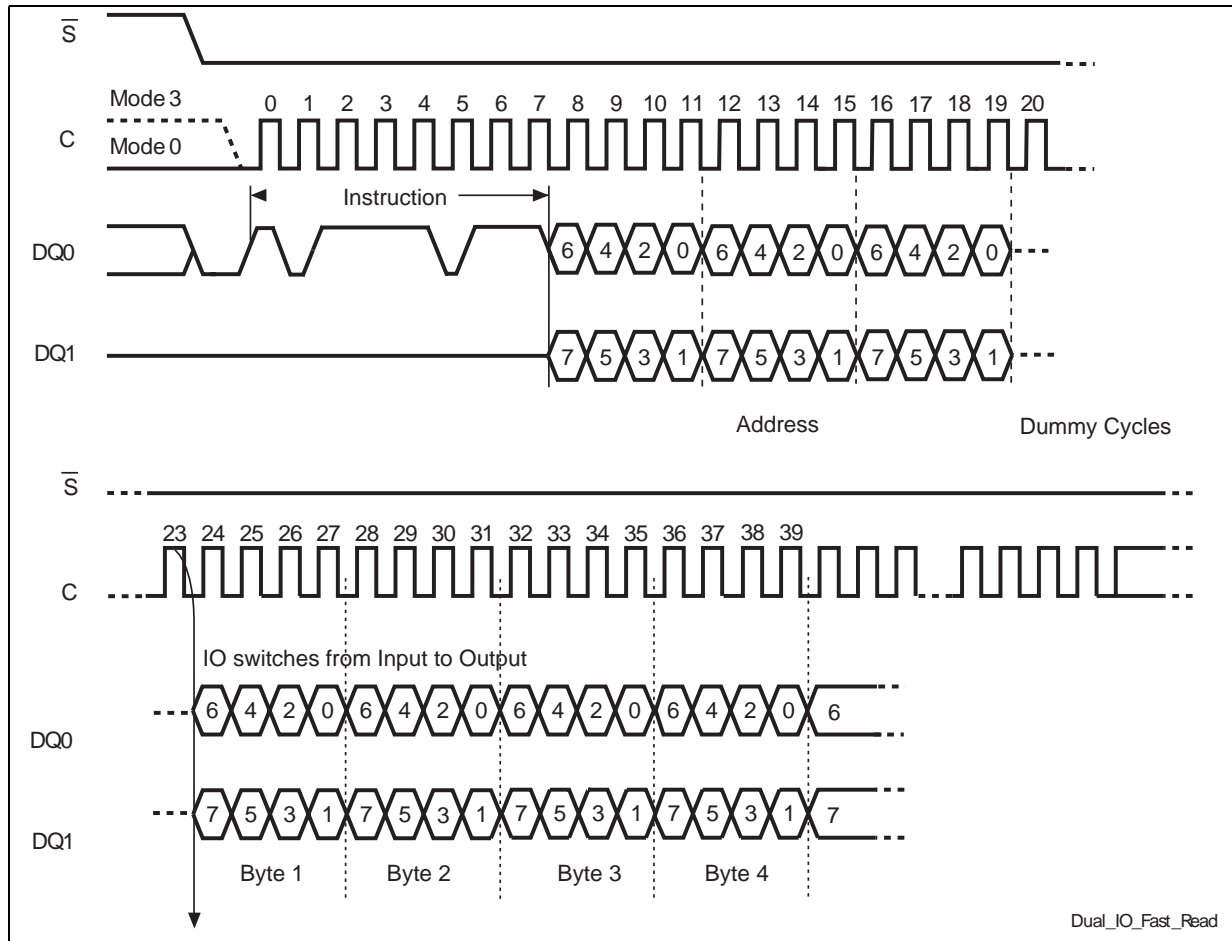 S
Mode 3
0 1 2 3 4 5 6 7 8 9 10 11 12 13 14 15 16 17 18 19 20
C
Mode 0
Instruction
DQ0
6 4 2 0 6 4 2 0 6 4 2 0
DQ1
7 5 3 1 7 5 3 1 7 5 3 1
Address
Dummy Cycles
S
23 24 25 26 27 28 29 30 31 32 33 34 35 36 37 38 39
C
IO switches from Input to Output
6 4 2 0 6 4 2 0 6 4 2 0 6 4 2 0 6
DQ0
7 5 3 1 7 5 3 1 7 5 3 1 7 5 3 1 7
DQ1
Byte 1
Byte 2
Byte 3
Byte 4
Dual_IO_Fast_Read